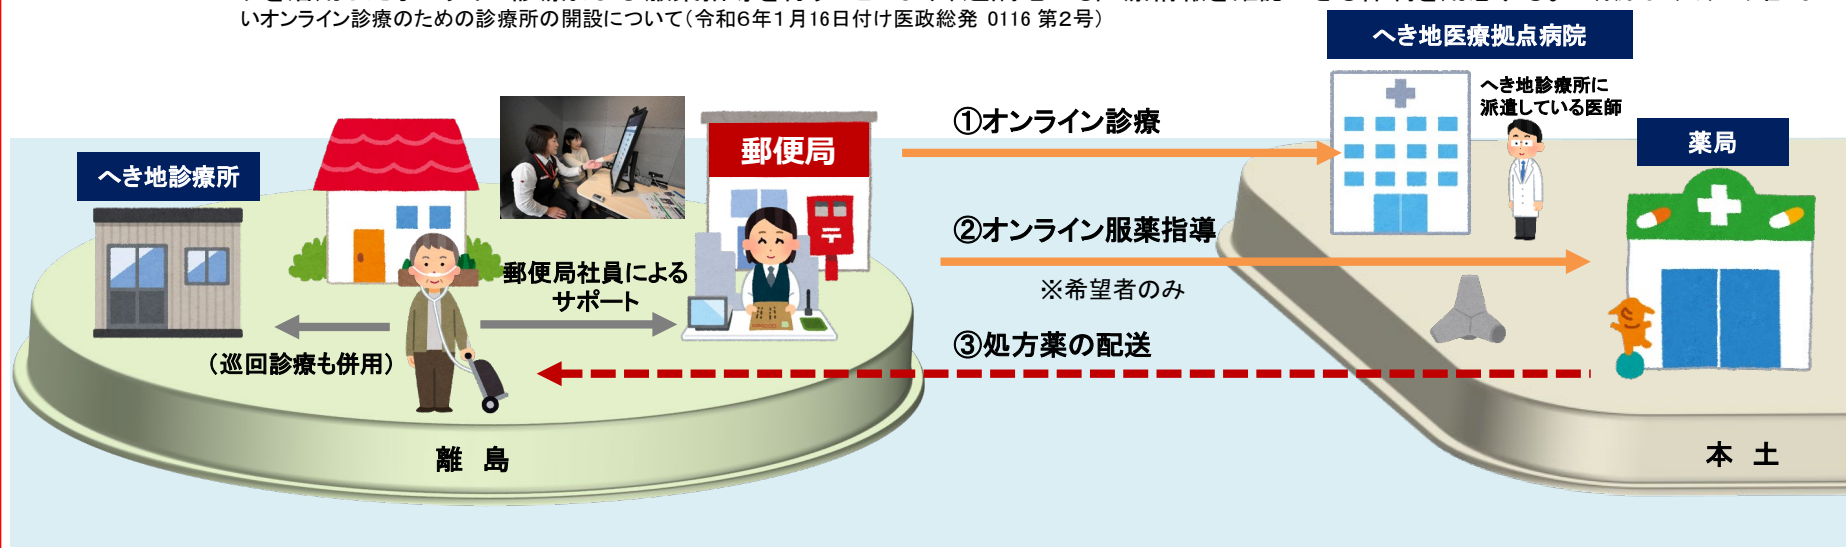 いオンライン診療のための診療所の開設について(令和6年1月16日付け医政総発 0116 第2号)
へき地医療拠点病院
へき地診療所に
派遣している医師
①オンライン診療
郵便局
薬局
へき地診療所
②オンライン服薬指導
※希望者のみ
郵便局社員による
サポート
③処方薬の配送
(巡回診療も併用)
離 島
本 土